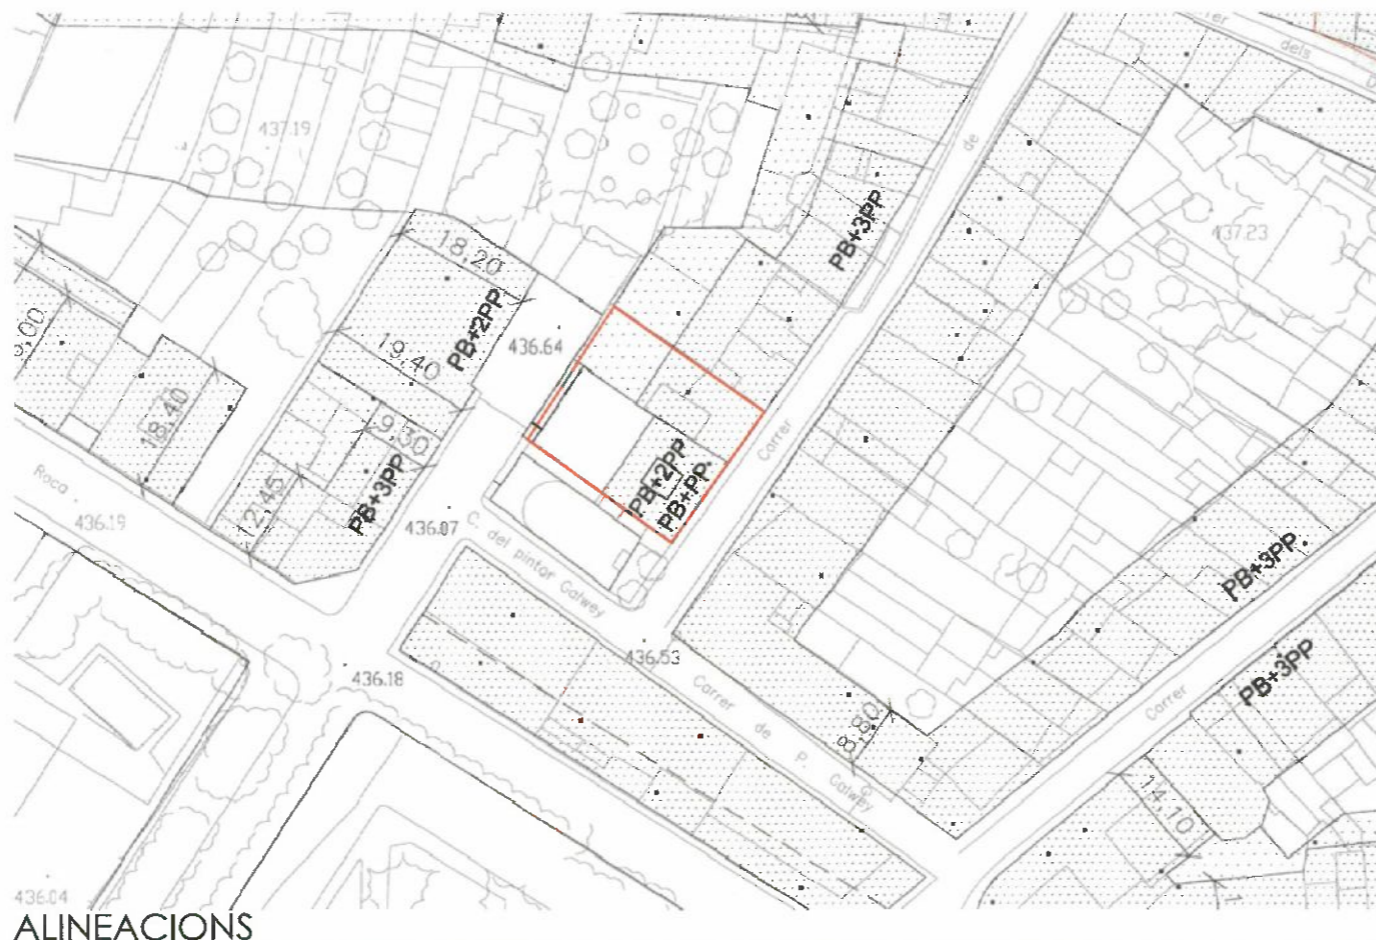 rer
dels
437.19
de
PB+3PP
437.23
18,20
PB+2PP
436.64
19,40
18,40
9,30
Carrer
PB+2PP
PB+PP
Roca
12,45
PB+3PP
436.19
436.07
C. del pintor Galwey
PB+3PP
436.53
436.18
PB+3PP
Carrer de P. Galwey
Carrer
8,80
14,10
436.04
ALINEACIONS